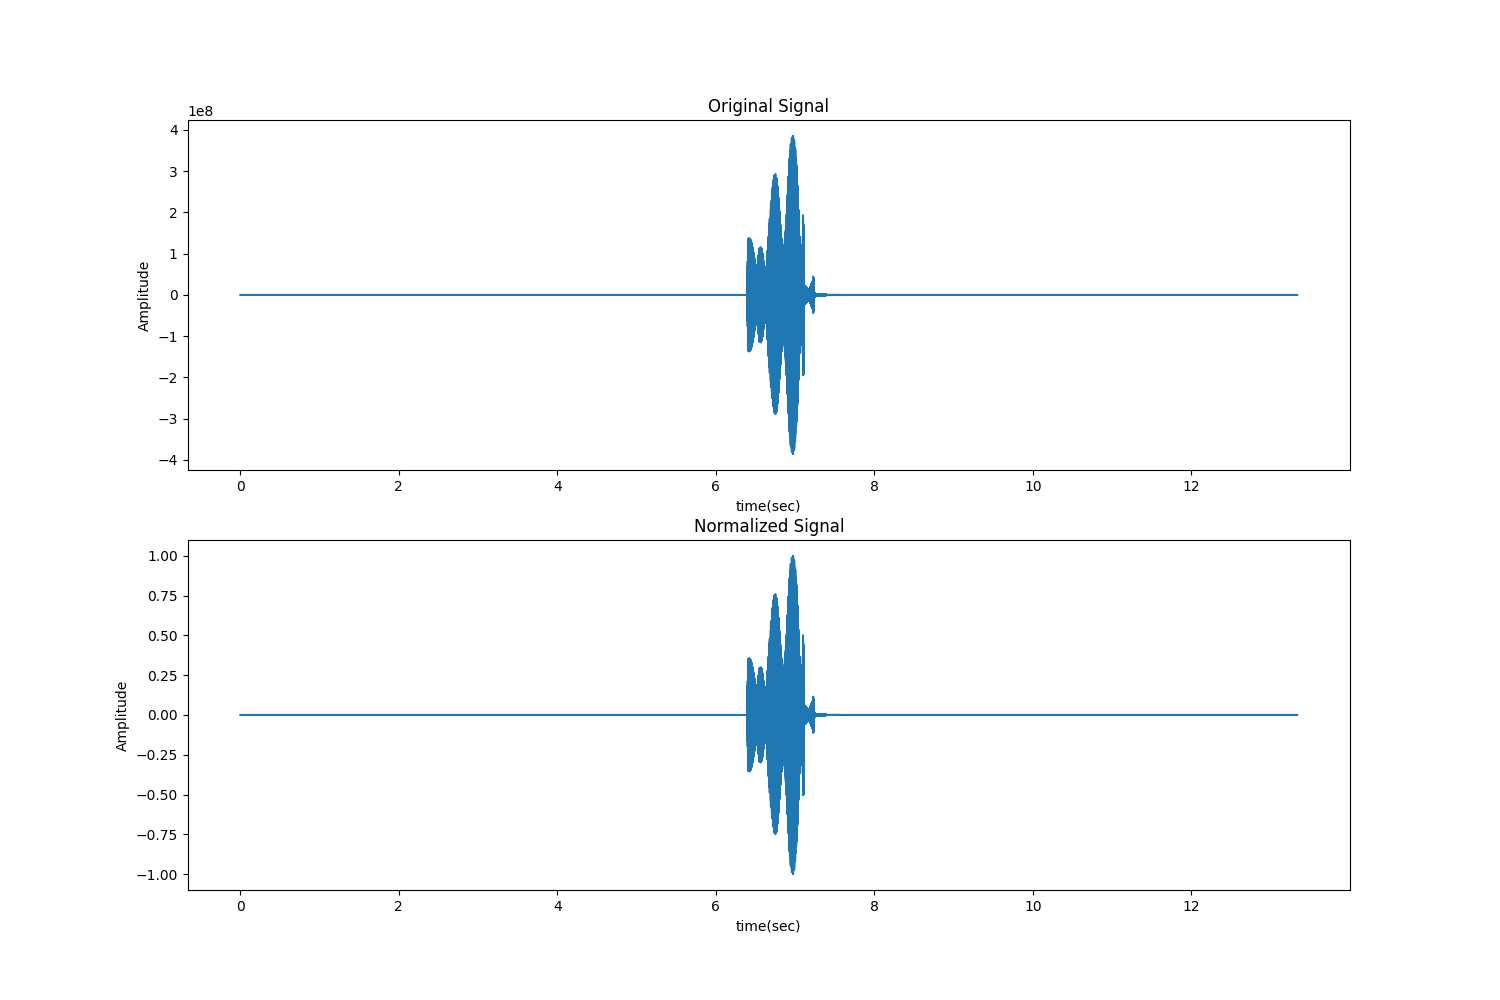 Original Signal
1e8
4
3
2
1
0
−1
−2
−3
−4
Amplitude
0 2 4 6 8 10 12
time(sec)
Normalized Signal
1.00
0.75
0.50
0.25
0.00
−0.25
−0.50
−0.75
−1.00
Amplitude
0 2 4 6 8 10 12
time(sec)